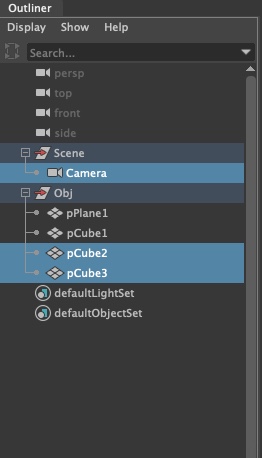 Outliner
Display Show Help
Search...
persp
top
front
side
Scene
Camera
Obj
pPlane1
pCube1
pCube2
pCube3
defaultLightSet
defaultObjectSet